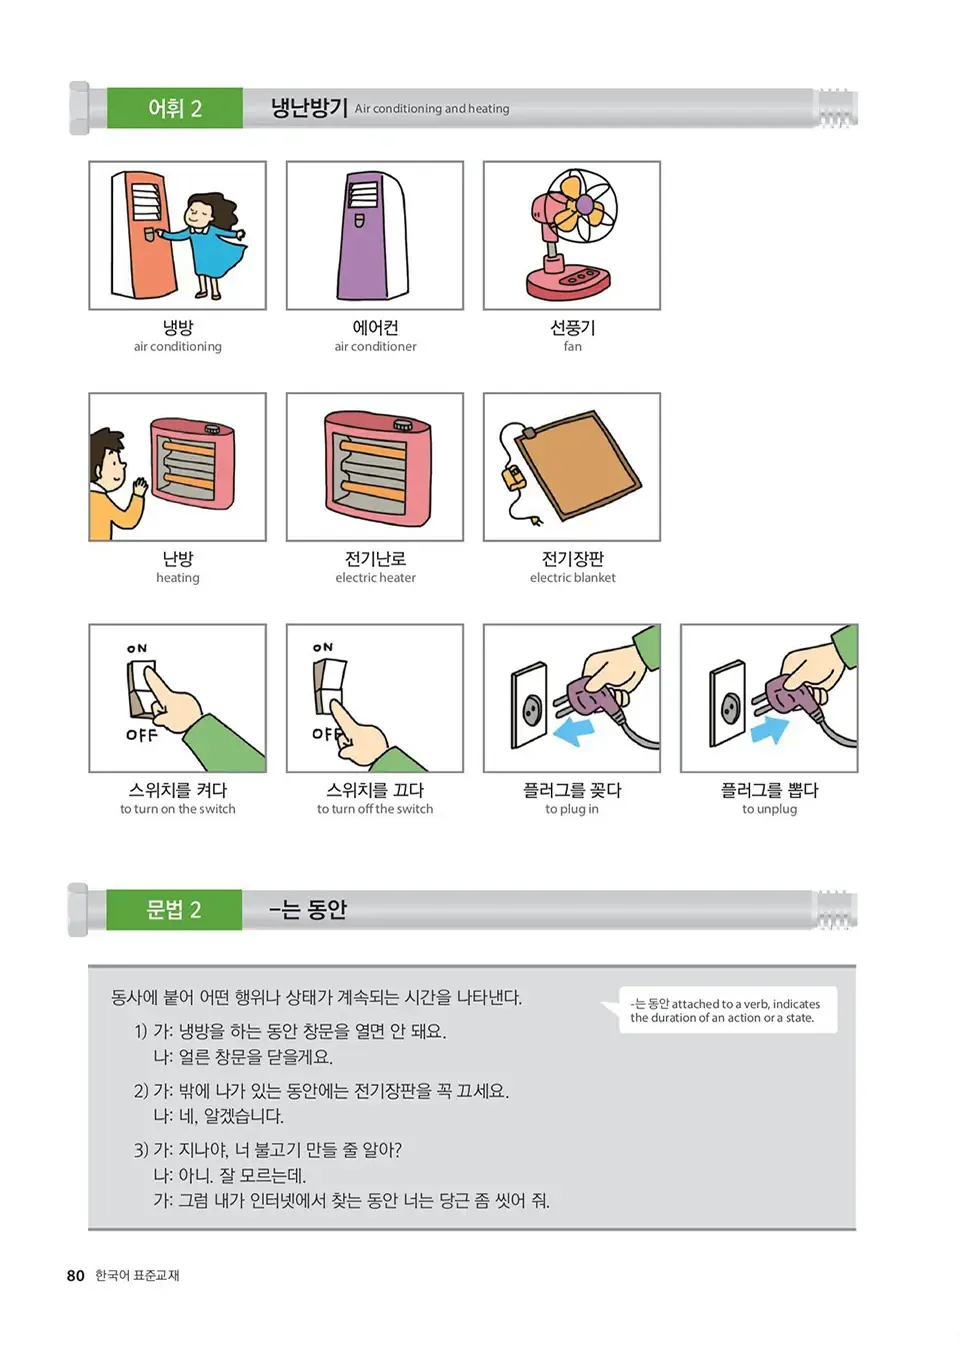 어휘 2
냉난방기 Air conditioning and heating
냉방
air conditioning
에어컨
air conditioner
선풍기
fan
난방
heating
전기난로
electric heater
전기장판
electric blanket
ON
OFF
스위치를 켜다
to turn on the switch
ON
OFF
스위치를 끄다
to turn off the switch
플러그를 꽂다
to plug in
플러그를 뽑다
to unplug
문법 2
-는 동안
동사에 붙어 어떤 행위나 상태가 계속되는 시간을 나타낸다.
-는 동안 attached to a verb, indicates
the duration of an action or a state.
1) 가: 냉방을 하는 동안 창문을 열면 안 돼요.
나: 얼른 창문을 닫을게요.
2) 가: 밖에 나가 있는 동안에는 전기장판을 꼭 끄세요.
나: 네, 알겠습니다.
3) 가: 지나야, 너 불고기 만들 줄 알아?
나: 아니. 잘 모르는데.
가: 그럼 내가 인터넷에서 찾는 동안 너는 당근 좀 씻어 줘.
80 한국어 표준교재